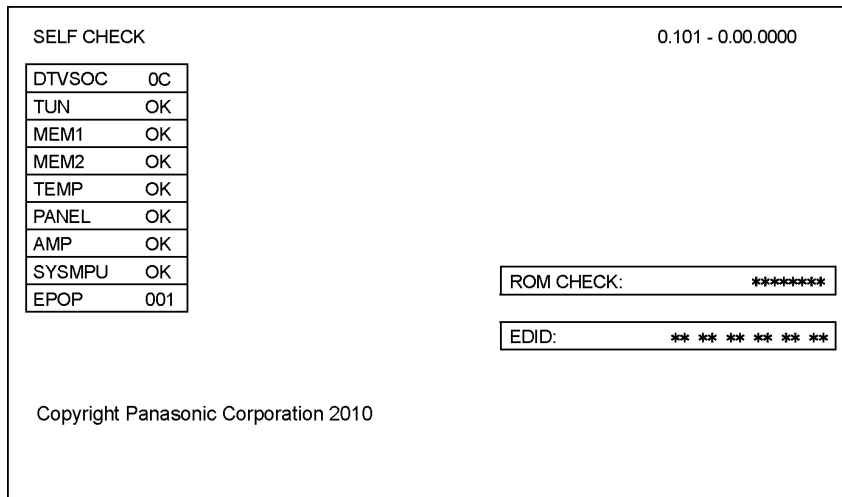 SELF CHECK 0.101 - 0.00.0000
DTVSOC 0C
TUN OK
MEM1 OK
MEM2 OK
TEMP OK
PANEL OK
AMP OK
SYSMPU OK
EPOP 001
ROM CHECK: ********
EDID: ** ** ** ** ** **
Copyright Panasonic Corporation 2010